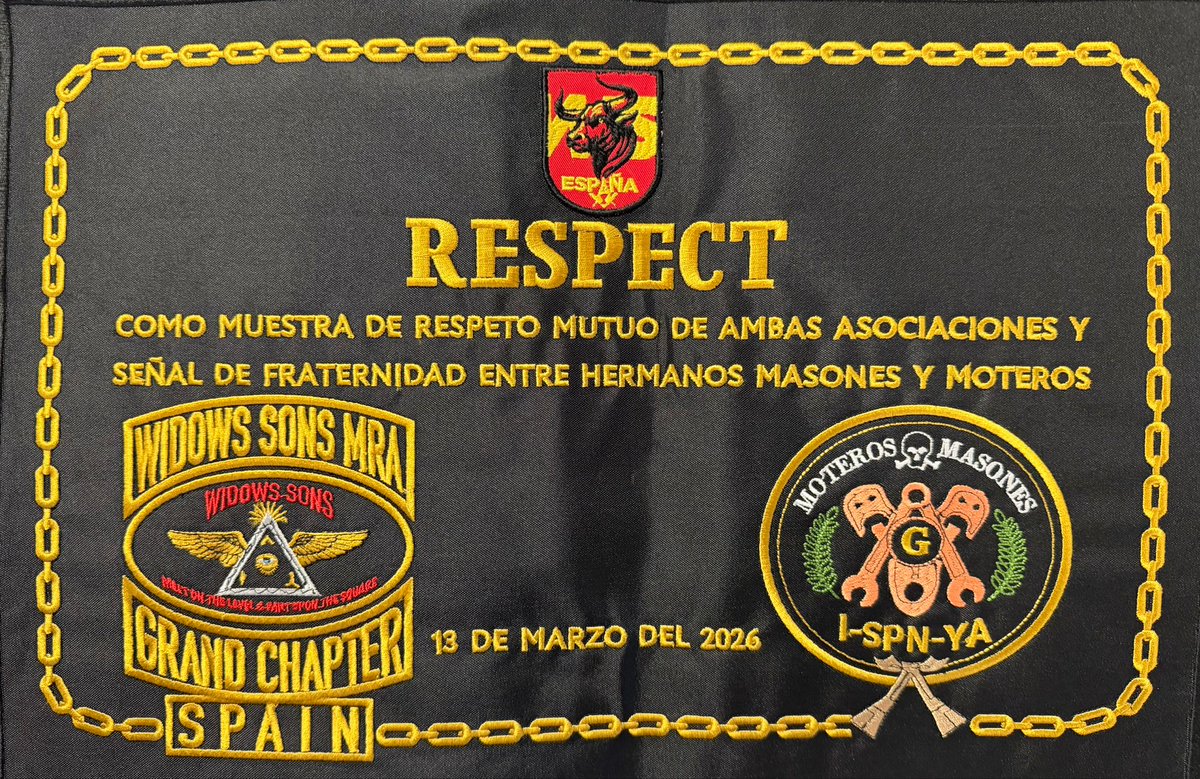 ESPAÑA
RESPECT
COMO MUESTRA DE RESPETO MUTUO DE AMBAS ASOCIACIONES Y
SEÑAL DE FRATERNIDAD ENTRE HERMANOS MASONES Y MOTEROS
WIDOWS SONS MRA
WIDOWS SONS
MEET ON THE LEVEL & PART UPON THE SQUARE
GRAND CHAPTER
SPAIN
13 DE MARZO DEL 2026
MOTEROS MASONES
G
I-SPN-YA